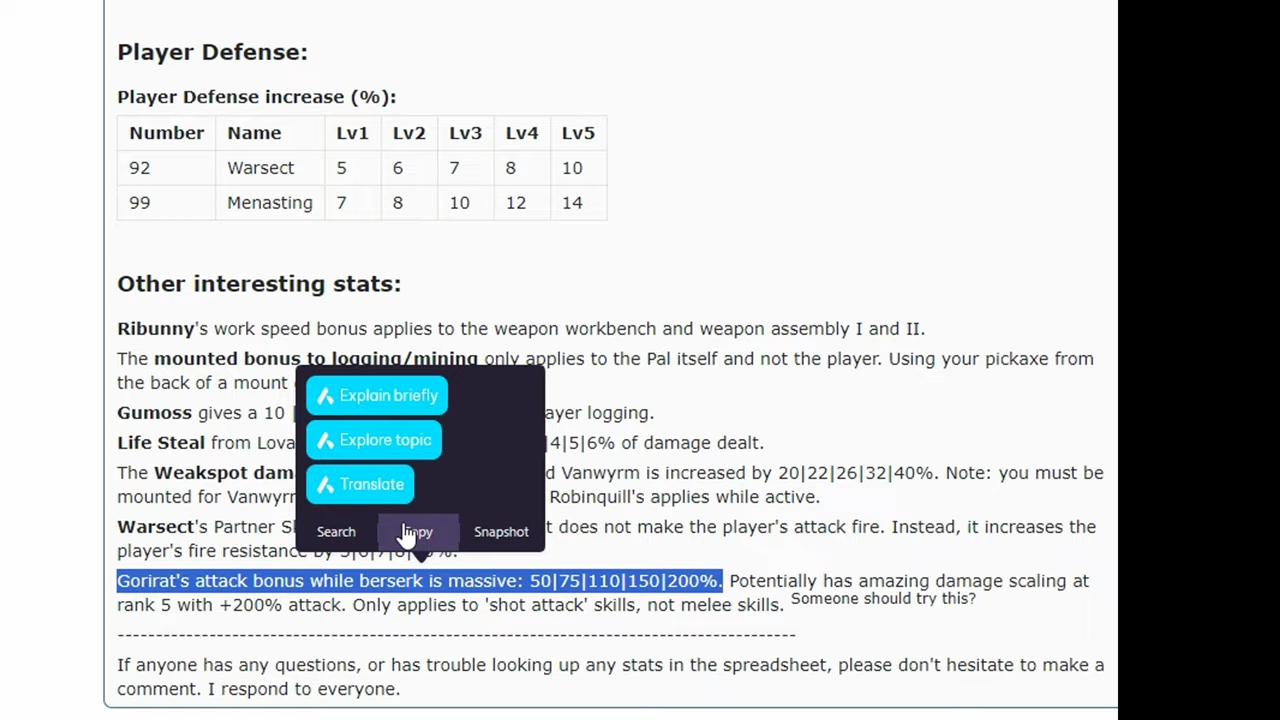 Player Defense:
Player Defense increase (%):
Number Name Lv1 Lv2 Lv3 Lv4 Lv5
92 Warsect 5 6 7 8 10
99 Menasting 7 8 10 12 14
Other interesting stats:
Ribunny's work speed bonus applies to the weapon workbench and weapon assembly I and II.
The mounted bonus to logging/mining only applies to the Pal itself and not the player. Using your pickaxe from
the back of a mount
Explain briefly
Gumoss gives a 10 | ayer logging.
Explore topic
Life Steal from Lova |4|5|6% of damage dealt.
The Weakspot dam d Vanwyrm is increased by 20|22|26|32|40%. Note: you must be
Translate
mounted for Vanwyrm Robinquill's applies while active.
Warsect's Partner t does not make the player's attack fire. Instead, it increases the
Search Snapshot
player's fire resistance by
Gorirat's attack bonus while berserk is massive: 50|75|110|150|200%. Potentially has amazing damage scaling at
rank 5 with +200% attack. Only applies to 'shot attack' skills, not melee skills. Someone should try this?
----------------------------------------------------------------------------------------
If anyone has any questions, or has trouble looking up any stats in the spreadsheet, please don't hesitate to make a
comment. I respond to everyone.